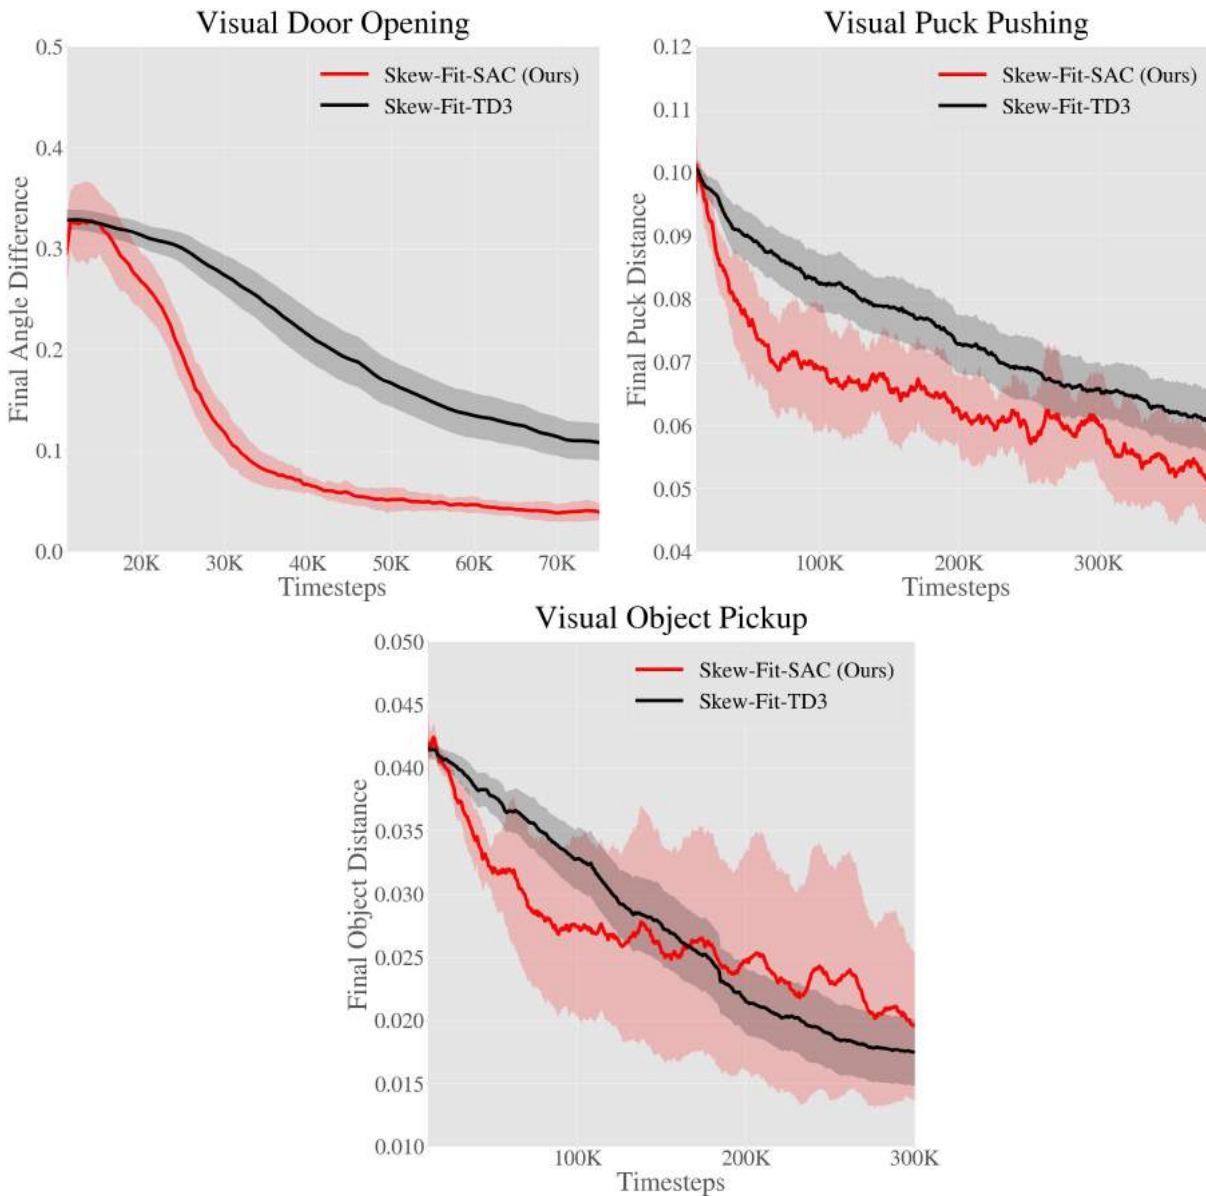 Visual Door Opening
0.5
0.4
0.3
0.2
0.1
0.0
Final Angle Difference
Skew-Fit-SAC (Ours)
Skew-Fit-TD3
20K 30K 40K 50K 60K 70K
Timesteps
Visual Puck Pushing
0.12
0.11
0.10
0.09
0.08
0.07
0.06
0.05
0.04
Final Puck Distance
Skew-Fit-SAC (Ours)
Skew-Fit-TD3
100K 200K 300K
Timesteps
Visual Object Pickup
0.050
0.045
0.040
0.035
0.030
0.025
0.020
0.015
0.010
Final Object Distance
Skew-Fit-SAC (Ours)
Skew-Fit-TD3
100K 200K 300K
Timesteps